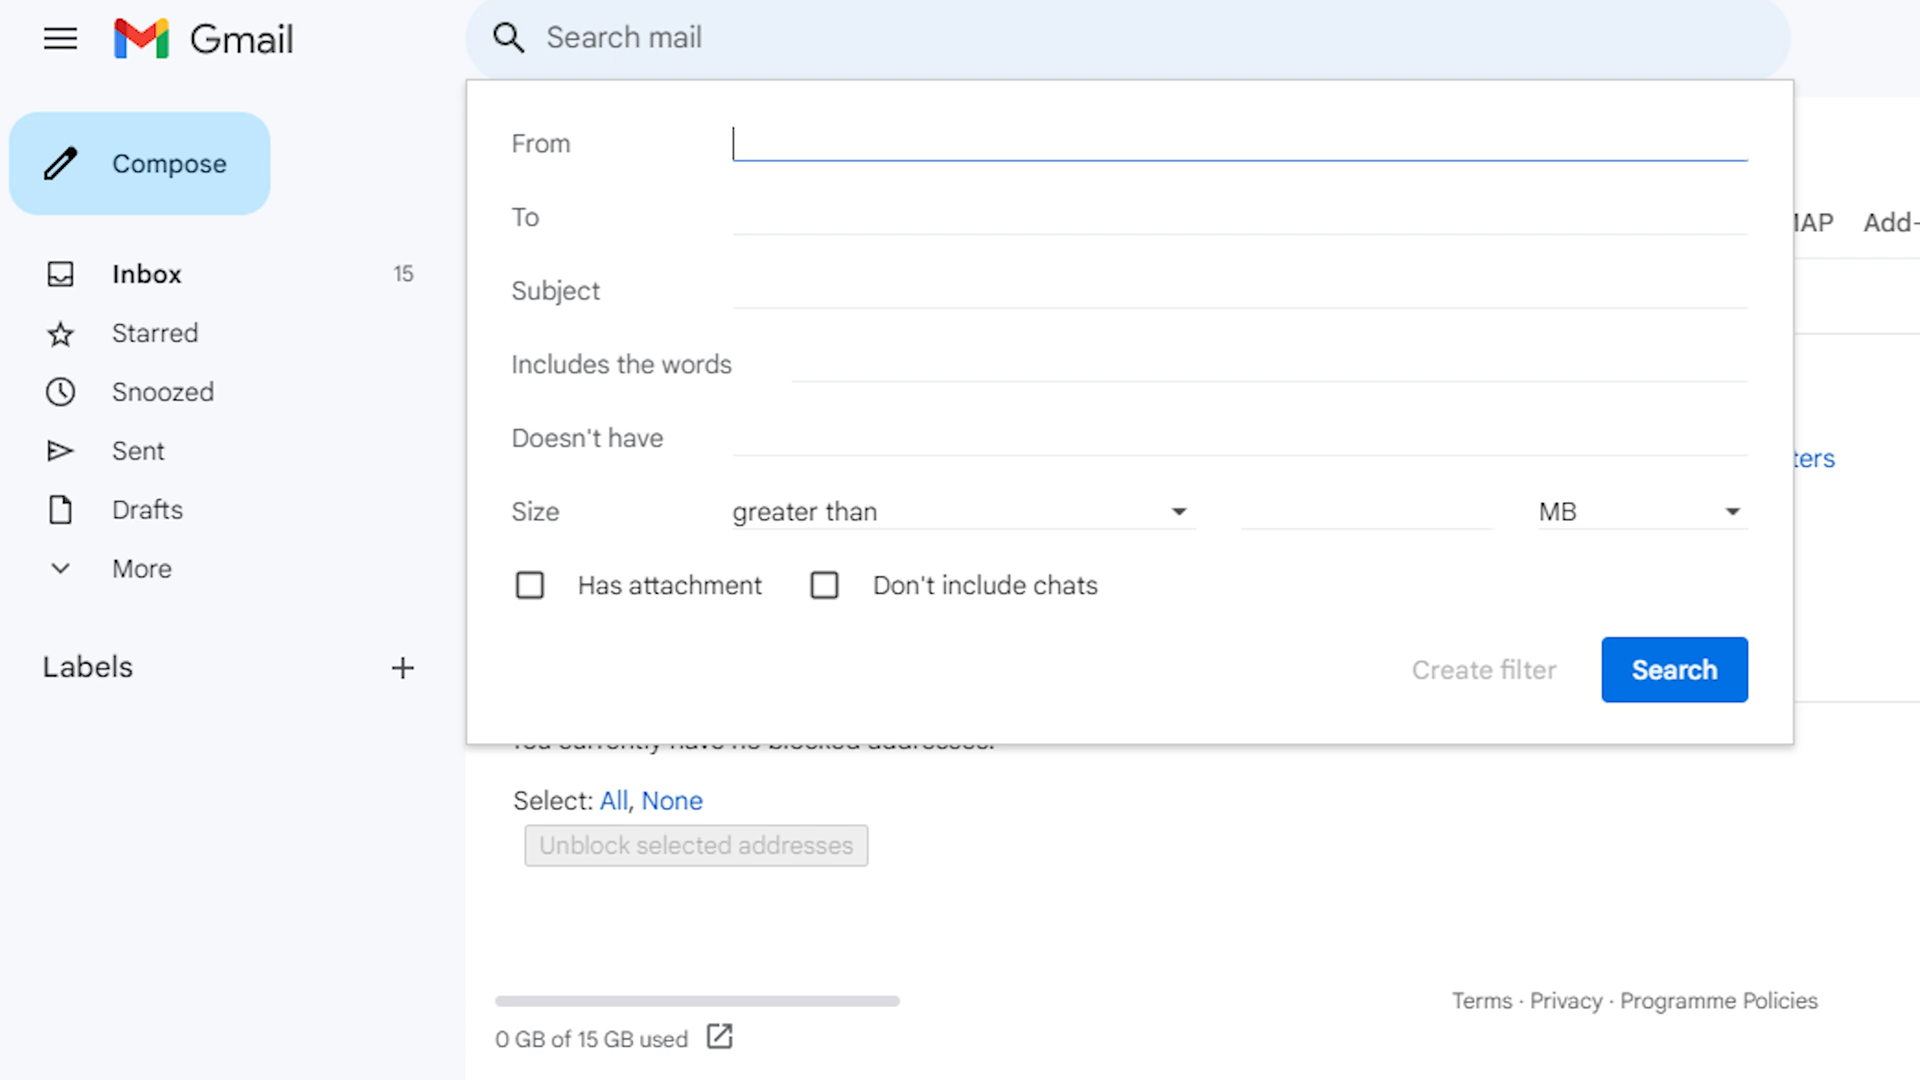 Gmail
Search mail
Compose
Inbox 15
Starred
Snoozed
Sent
Drafts
More
Labels
From
To
Subject
Includes the words
Doesn't have
Size greater than MB
Has attachment Don't include chats
Create filter Search
Add-
Select: All, None
Unblock selected addresses
0 GB of 15 GB used
Terms · Privacy · Programme Policies